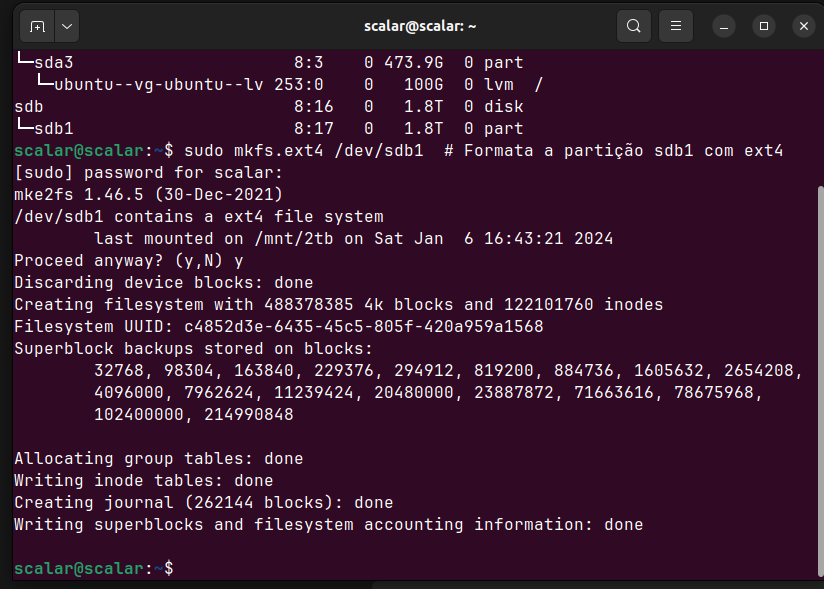 scalar@scalar: ~
└─sda3 8:3 0 473.9G 0 part
└─ubuntu--vg-ubuntu--lv 253:0 0 100G 0 lvm /
sdb 8:16 0 1.8T 0 disk
└─sdb1 8:17 0 1.8T 0 part
scalar@scalar:~$ sudo mkfs.ext4 /dev/sdb1 # Formata a partição sdb1 com ext4
[sudo] password for scalar:
mke2fs 1.46.5 (30-Dec-2021)
/dev/sdb1 contains a ext4 file system
last mounted on /mnt/2tb on Sat Jan 6 16:43:21 2024
Proceed anyway? (y,N) y
Discarding device blocks: done
Creating filesystem with 488378385 4k blocks and 122101760 inodes
Filesystem UUID: c4852d3e-6435-45c5-805f-420a959a1568
Superblock backups stored on blocks:
32768, 98304, 163840, 229376, 294912, 819200, 884736, 1605632, 2654208,
4096000, 7962624, 11239424, 20480000, 23887872, 71663616, 78675968,
102400000, 214990848
Allocating group tables: done
Writing inode tables: done
Creating journal (262144 blocks): done
Writing superblocks and filesystem accounting information: done
scalar@scalar:~$